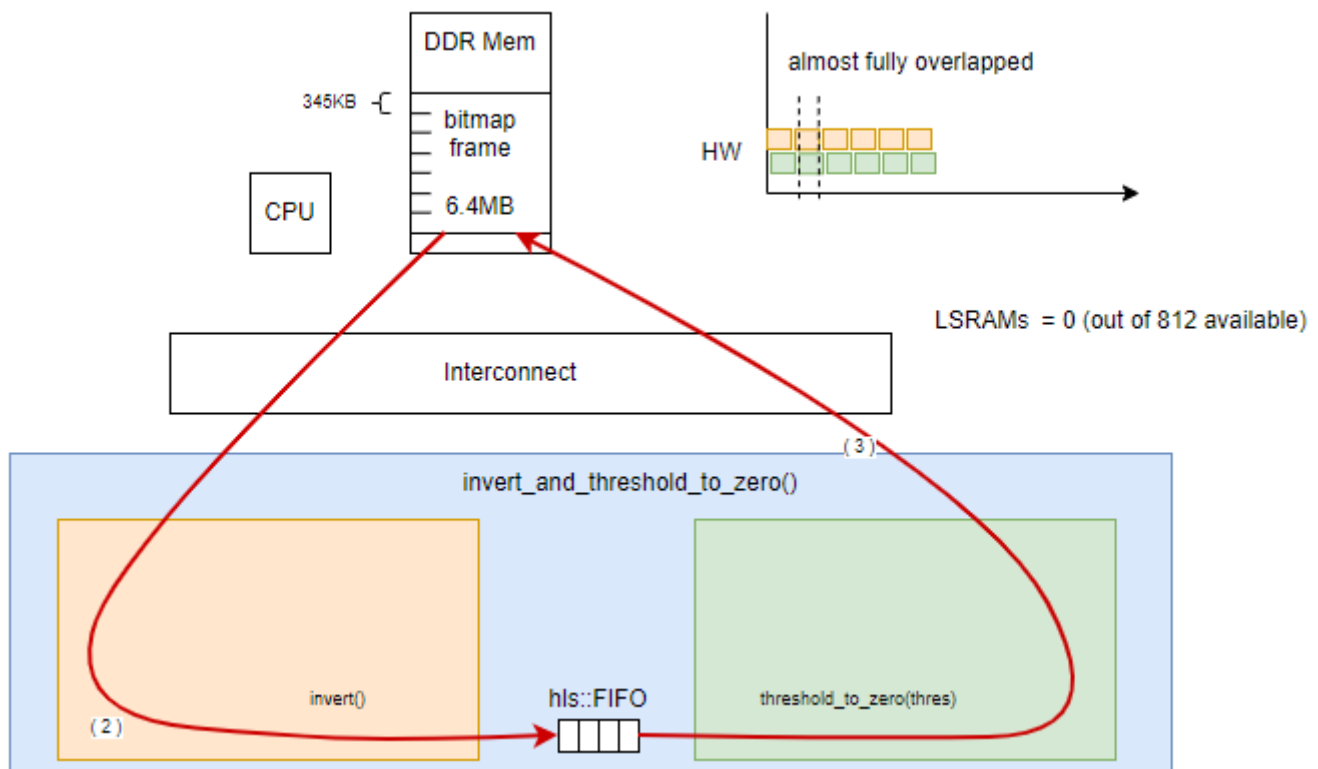 DDR Mem
345KB
bitmap
frame
6.4MB
CPU
almost fully overlapped
HW
LSRAMs = 0 (out of 812 available)
Interconnect
( 3 )
invert_and_threshold_to_zero()
invert()
hls::FIFO
threshold_to_zero(thres)
( 2 )